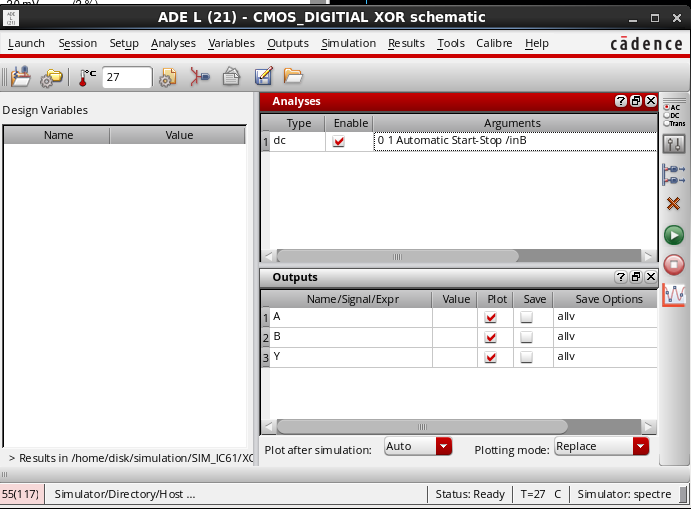 ADE L (21) - CMOS_DIGITIAL XOR schematic
Launch Session Setup Analyses Variables Outputs Simulation Results Tools Calibre Help cādence
°C 27
Design Variables
Name Value
Analyses
Type Enable Arguments
1 dc 0 1 Automatic Start-Stop /inB
AC
DC
Trans
Outputs
Name/Signal/Expr Value Plot Save Save Options
1 A allv
2 B allv
3 Y allv
Plot after simulation: Auto Plotting mode: Replace
> Results in /home/disk/simulation/SIM_IC61/XO
55(117) Simulator/Directory/Host ... Status: Ready T=27 C Simulator: spectre